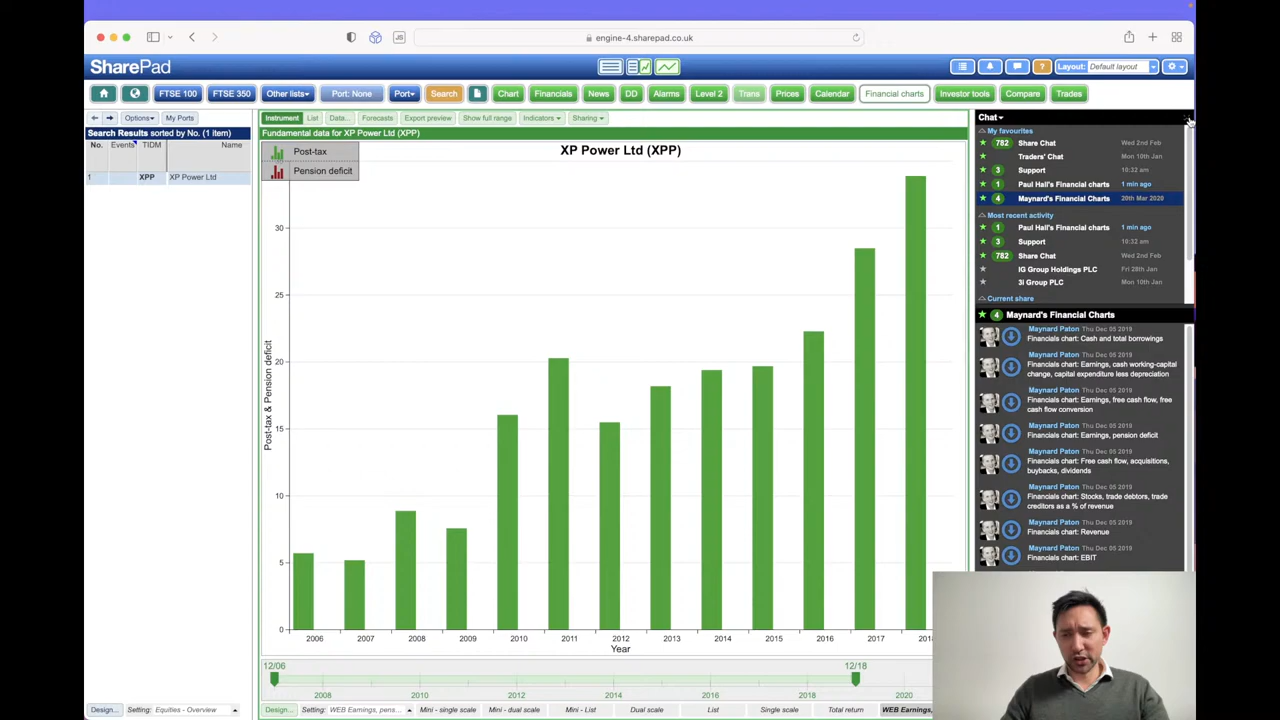 engine-4.sharepad.co.uk
SharePad
Layout: Default layout
FTSE 100 FTSE 350 Other lists Port: None Port Search Chart Financials News DD Alarms Level 2 Trans Prices Calendar Financial charts Investor tools Compare Trades
Options My Ports
Search Results sorted by No. (1 item)
No. Events TIDM Name
1 XPP XP Power Ltd
Instrument List Data... Forecasts Export preview Show full range Indicators Sharing
Fundamental data for XP Power Ltd (XPP)
XP Power Ltd (XPP)
Post-tax
Pension deficit
Post-tax & Pension deficit
30
25
20
15
10
5
0
2006 2007 2008 2009 2010 2011 2012 2013 2014 2015 2016 2017 2018
Year
12/06 12/18
2008 2010 2012 2014 2016 2018 2020
Design... Setting: Equities - Overview
Design... Setting: WEB Earnings, pens... Mini - single scale Mini - dual scale Mini - List Dual scale List Single scale Total return WEB Earnings,
Chat
My favourites
782 Share Chat Wed 2nd Feb
Traders' Chat Mon 10th Jan
3 Support 10:32 am
1 Paul Hall's Financial charts 1 min ago
4 Maynard's Financial Charts 20th Mar 2020
Most recent activity
1 Paul Hall's Financial charts 1 min ago
3 Support 10:32 am
782 Share Chat Wed 2nd Feb
IG Group Holdings PLC Fri 28th Jan
3i Group PLC Mon 10th Jan
Current share
4 Maynard's Financial Charts
Maynard Paton Thu Dec 05 2019
Financials chart: Cash and total borrowings
Maynard Paton Thu Dec 05 2019
Financials chart: Earnings, cash working-capital
change, capital expenditure less depreciation
Maynard Paton Thu Dec 05 2019
Financials chart: Earnings, free cash flow, free
cash flow conversion
Maynard Paton Thu Dec 05 2019
Financials chart: Earnings, pension deficit
Maynard Paton Thu Dec 05 2019
Financials chart: Free cash flow, acquisitions,
buybacks, dividends
Maynard Paton Thu Dec 05 2019
Financials chart: Stocks, trade debtors, trade
creditors as a % of revenue
Maynard Paton Thu Dec 05 2019
Financials chart: Revenue
Maynard Paton Thu Dec 05 2019
Financials chart: EBIT